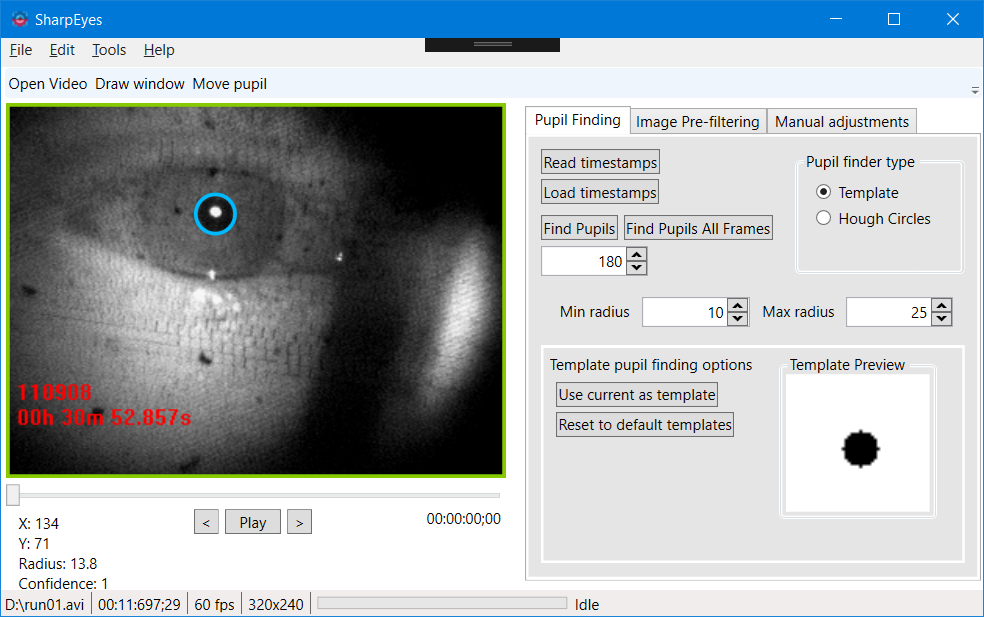 SharpEyes
File Edit Tools Help
Open Video Draw window Move pupil
110908
00h 30m 52.857s
X: 134
Y: 71
Radius: 13.8
Confidence: 1
< Play >
00:00:00;00
Pupil Finding Image Pre-filtering Manual adjustments
Read timestamps
Load timestamps
Find Pupils Find Pupils All Frames
180
Pupil finder type
Template
Hough Circles
Min radius 10 Max radius 25
Template pupil finding options
Use current as template
Reset to default templates
Template Preview
D:\run01.avi 00:11:697;29 60 fps 320x240 Idle